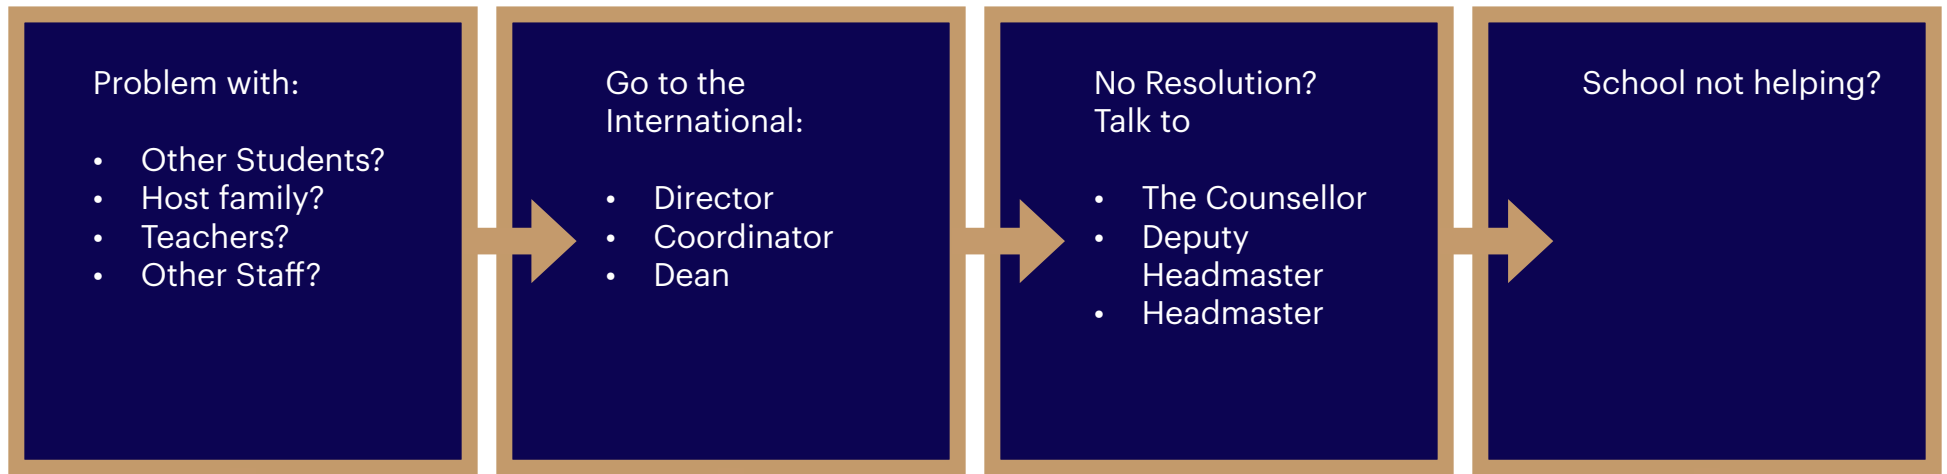 Problem with:
• Other Students?
• Host family?
• Teachers?
• Other Staff?
Go to the
International:
• Director
• Coordinator
• Dean
No Resolution?
Talk to
• The Counsellor
• Deputy
Headmaster
• Headmaster
School not helping?